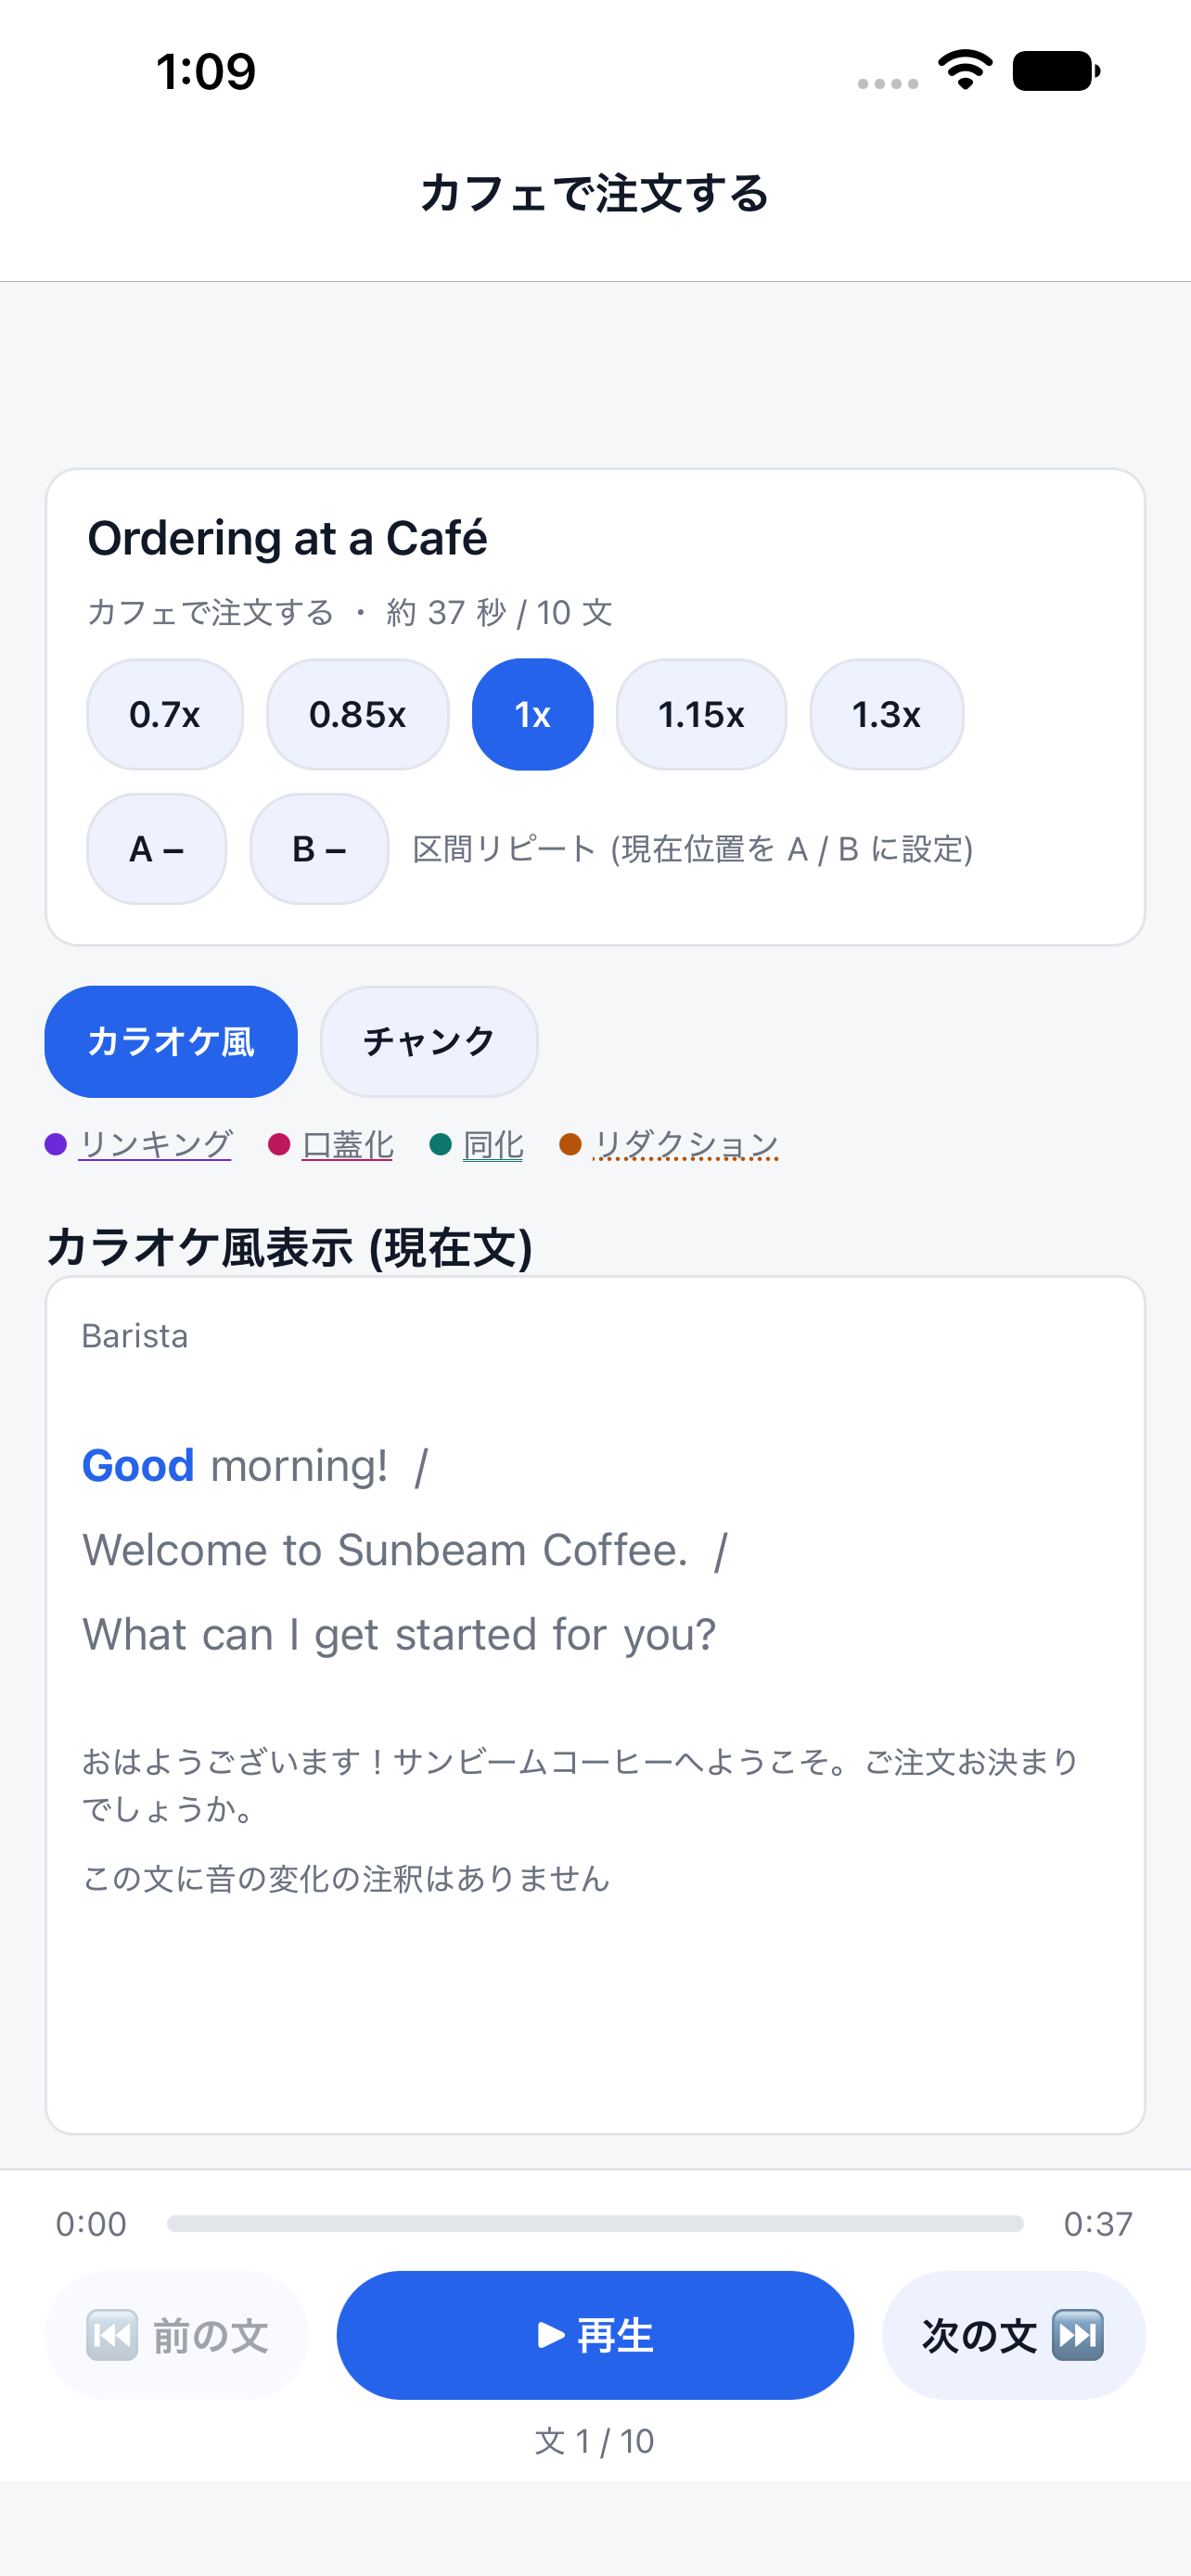 1:09
カフェで注文する
Ordering at a Café
カフェで注文する ・ 約 37 秒 / 10 文
0.7x 0.85x 1x 1.15x 1.3x
A – B – 区間リピート (現在位置を A / B に設定)
カラオケ風 チャンク
リンキング 口蓋化 同化 リダクション
カラオケ風表示 (現在文)
Barista
Good morning! /
Welcome to Sunbeam Coffee. /
What can I get started for you?
おはようございます！サンビームコーヒーへようこそ。ご注文お決まり
でしょうか。
この文に音の変化の注釈はありません
0:00 0:37
⏮ 前の文 ▶ 再生 次の文 ⏭
文 1 / 10